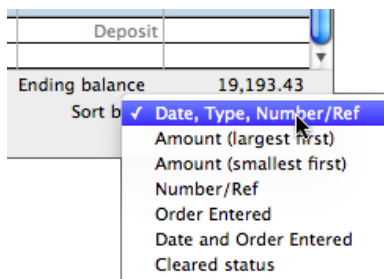 Deposit
Ending balance 19,193.43
Sort b
✓ Date, Type, Number/Ref
Amount (largest first)
Amount (smallest first)
Number/Ref
Order Entered
Date and Order Entered
Cleared status